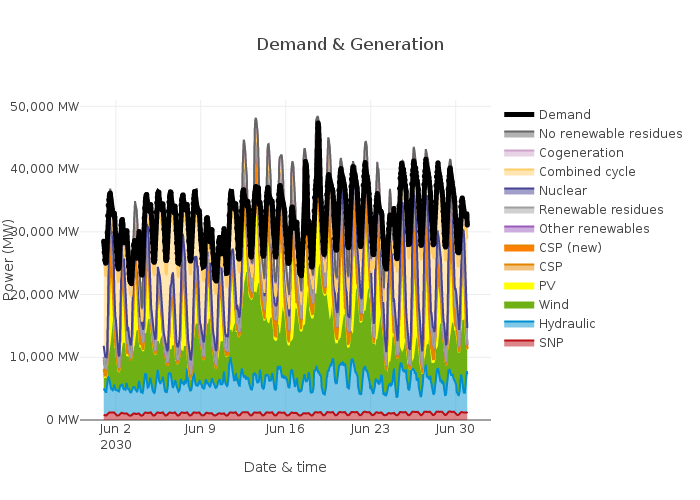 Demand & Generation
50,000 MW
40,000 MW
30,000 MW
20,000 MW
10,000 MW
0 MW
Power (MW)
Jun 2
2030
Jun 9
Jun 16
Jun 23
Jun 30
Date & time
Demand
No renewable residues
Cogeneration
Combined cycle
Nuclear
Renewable residues
Other renewables
CSP (new)
CSP
PV
Wind
Hydraulic
SNP